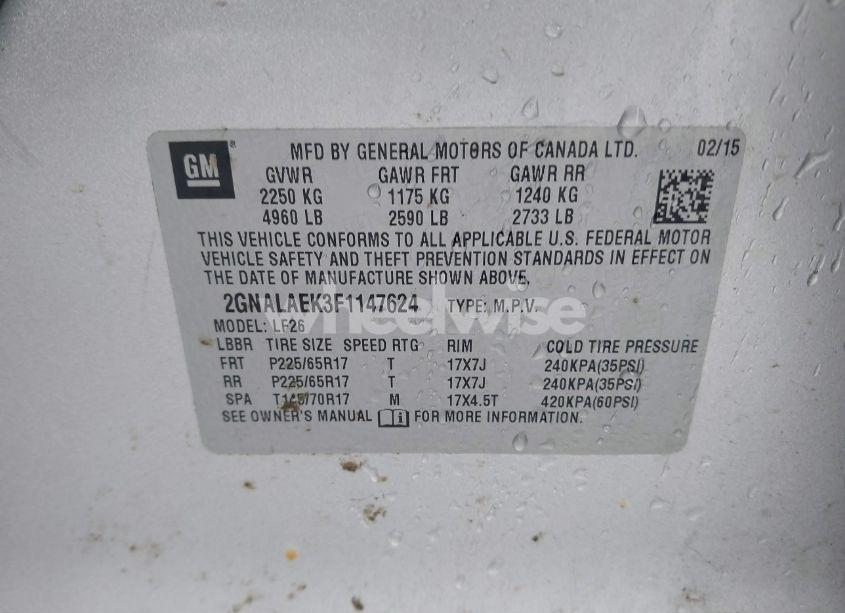 GM
MFD BY GENERAL MOTORS OF CANADA LTD. 02/15
GVWR GAWR FRT GAWR RR
2250 KG 1175 KG 1240 KG
4960 LB 2590 LB 2733 LB
THIS VEHICLE CONFORMS TO ALL APPLICABLE U.S. FEDERAL MOTOR
VEHICLE SAFETY AND THEFT PREVENTION STANDARDS IN EFFECT ON
THE DATE OF MANUFACTURE SHOWN ABOVE.
2GNALAEK3F1147624 TYPE: M.P.V.
wheelwise
MODEL: LF26
LBBR TIRE SIZE SPEED RTG RIM COLD TIRE PRESSURE
FRT P225/65R17 T 17X7J 240KPA(35PSI)
RR P225/65R17 T 17X7J 240KPA(35PSI)
SPA T145/70R17 M 17X4.5T 420KPA(60PSI)
SEE OWNER'S MANUAL i FOR MORE INFORMATION.